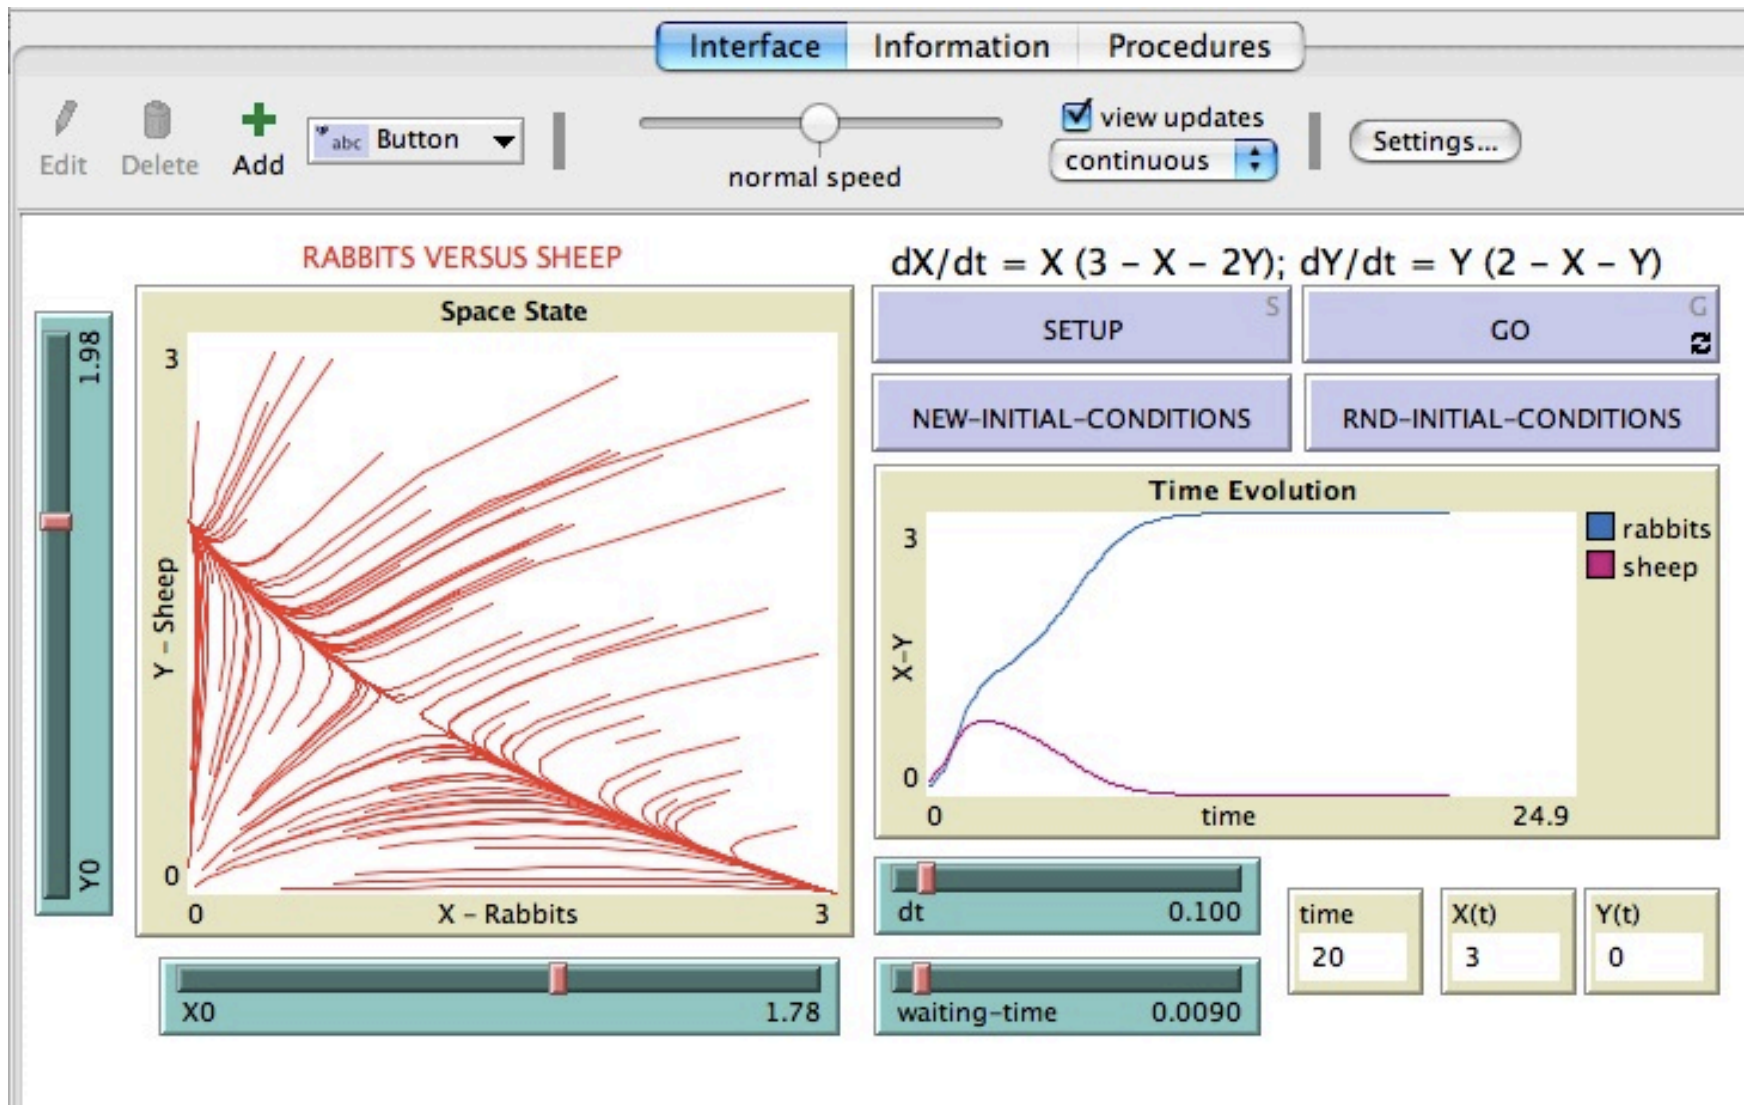 Interface Information Procedures
Edit Delete Add abc Button normal speed view updates continuous Settings...
RABBITS VERSUS SHEEP
dX/dt = X (3 – X – 2Y); dY/dt = Y (2 – X – Y)
1.98
Y0
Space State
3
Y – Sheep
0
0 X – Rabbits 3
X0 1.78
SETUP S
GO G
NEW-INITIAL-CONDITIONS
RND-INITIAL-CONDITIONS
Time Evolution
3
X-Y
0
0 time 24.9
rabbits
sheep
dt 0.100
waiting-time 0.0090
time
20
X(t)
3
Y(t)
0